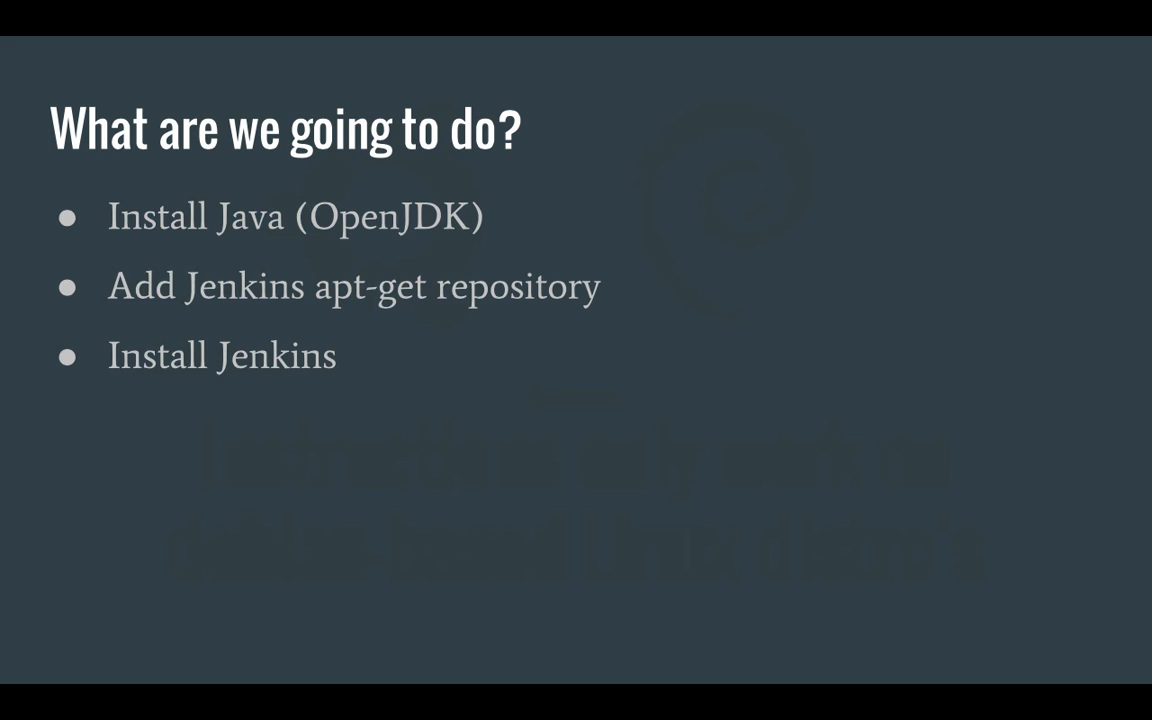 What are we going to do?
● Install Java (OpenJDK)
● Add Jenkins apt-get repository
● Install Jenkins